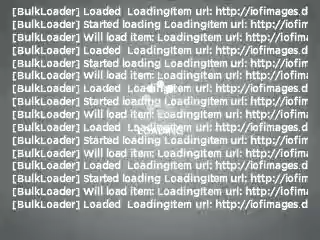 [BulkLoader] Loaded LoadingItem url: http://iofimages.d
[BulkLoader] Started loading LoadingItem url: http://iofim
[BulkLoader] Will load item: LoadingItem url: http://iofima
[BulkLoader] Loaded LoadingItem url: http://iofimages.d
[BulkLoader] Started loading LoadingItem url: http://iofim
[BulkLoader] Will load item: LoadingItem url: http://iofima
[BulkLoader] Loaded LoadingItem url: http://iofimages.d
[BulkLoader] Started loading LoadingItem url: http://iofim
[BulkLoader] Will load item: LoadingItem url: http://iofima
[BulkLoader] Loaded LoadingItem url: http://iofimages.d
[BulkLoader] Started loading LoadingItem url: http://iofim
[BulkLoader] Will load item: LoadingItem url: http://iofima
[BulkLoader] Loaded LoadingItem url: http://iofimages.d
[BulkLoader] Started loading LoadingItem url: http://iofim
[BulkLoader] Will load item: LoadingItem url: http://iofima
[BulkLoader] Loaded LoadingItem url: http://iofimages.d